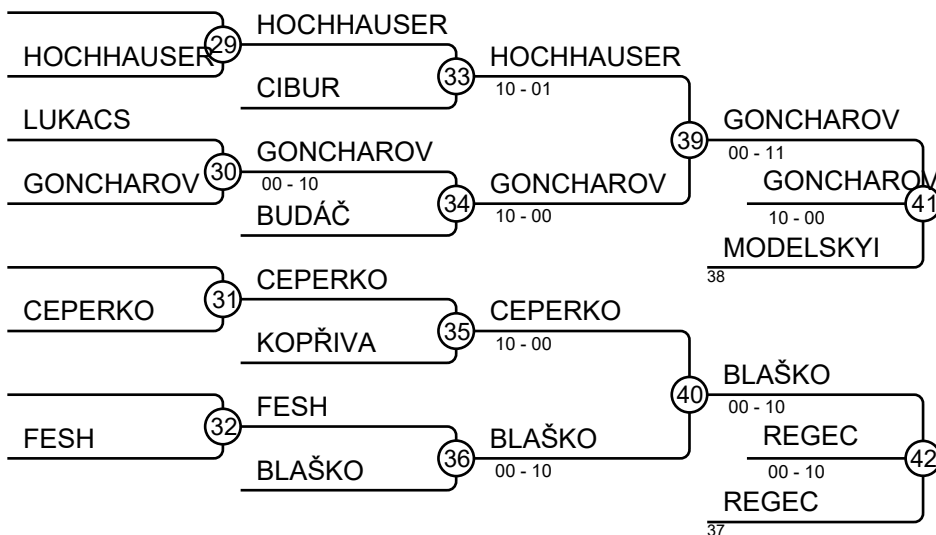 HOCHHAUSER
29
HOCHHAUSER
CIBUR
33
HOCHHAUSER
10 - 01
LUKACS
GONCHAROV
30
GONCHAROV
00 - 10
BUDÁČ
34
GONCHAROV
10 - 00
39
GONCHAROV
00 - 11
GONCHAROV
10 - 00
41
MODELSKYI
38
CEPERKO
31
CEPERKO
KOPŘIVA
35
CEPERKO
10 - 00
FESH
32
FESH
BLAŠKO
36
BLAŠKO
00 - 10
40
BLAŠKO
00 - 10
REGEC
00 - 10
42
REGEC
37